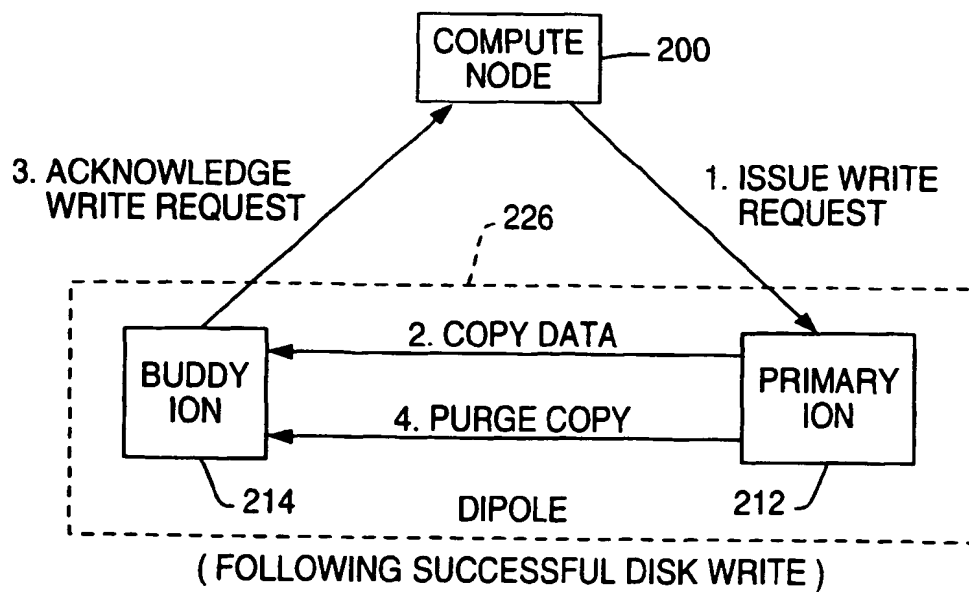 COMPUTE
NODE
200
3. ACKNOWLEDGE
WRITE REQUEST
1. ISSUE WRITE
REQUEST
226
2. COPY DATA
BUDDY
ION
PRIMARY
ION
4. PURGE COPY
214
DIPOLE
212
( FOLLOWING SUCCESSFUL DISK WRITE )